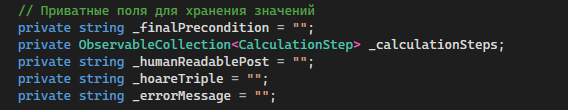 // Приватные поля для хранения значений
private string _finalPrecondition = "";
private ObservableCollection<CalculationStep> _calculationSteps;
private string _humanReadablePost = "";
private string _hoareTriple = "";
private string _errorMessage = "";